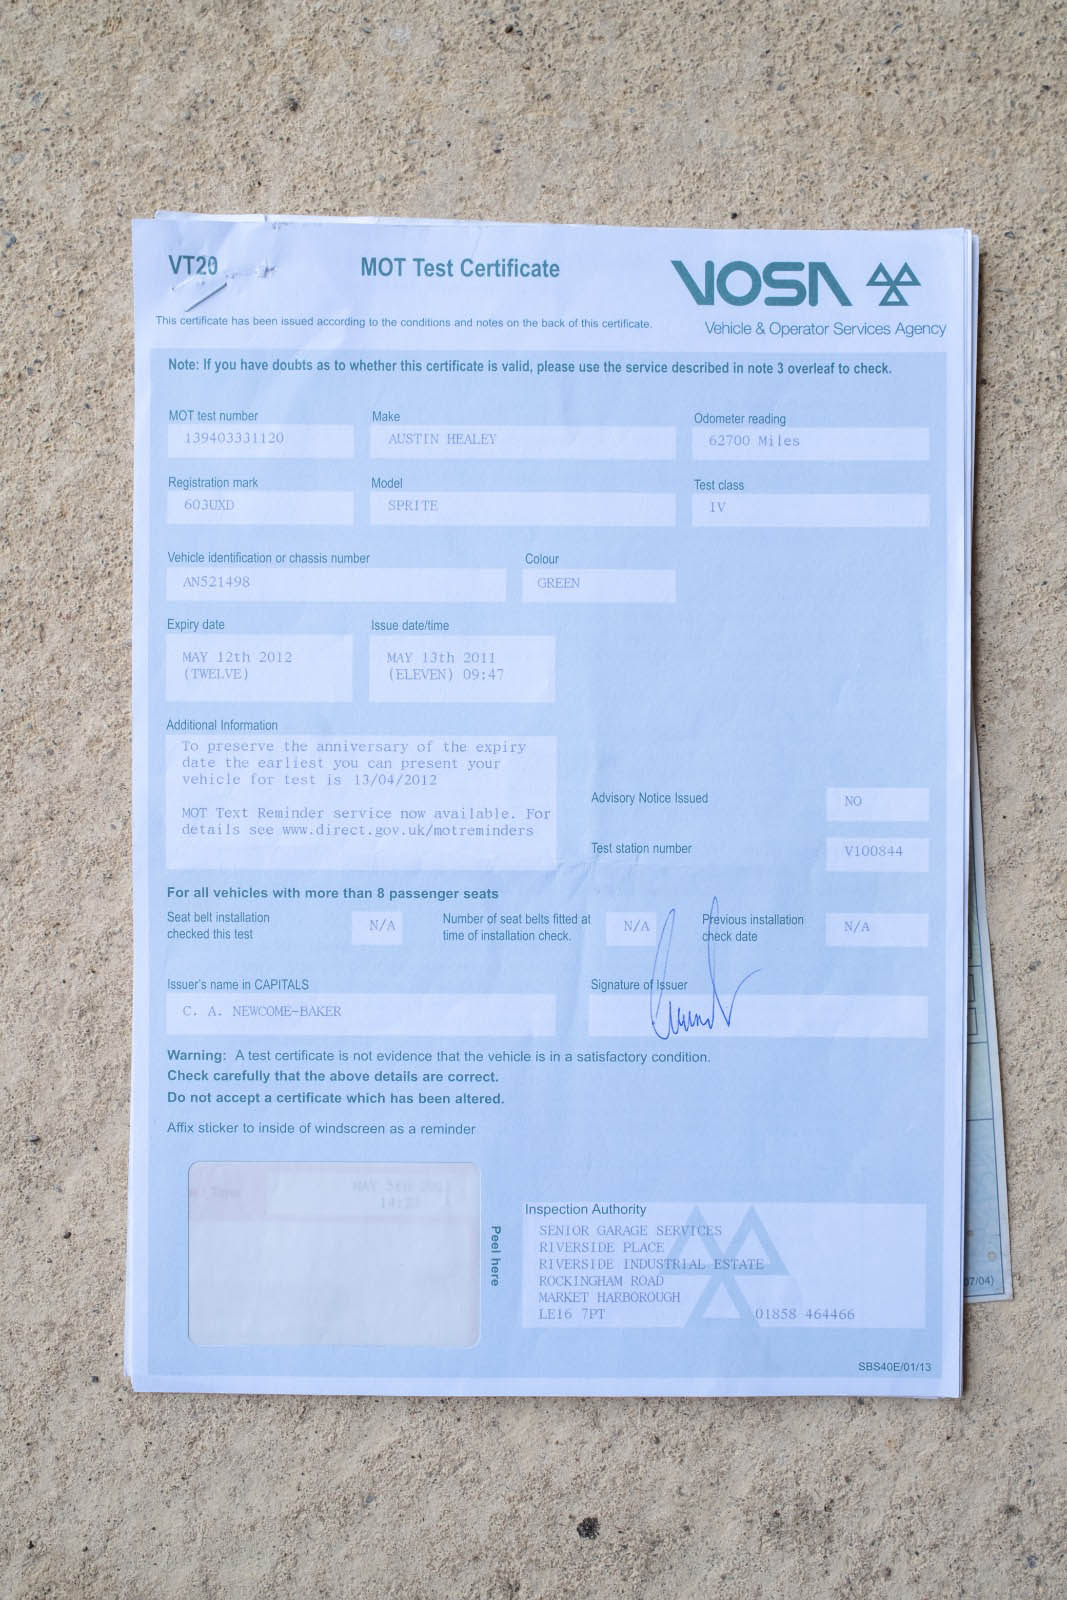 VT20
MOT Test Certificate
VOSA
This certificate has been issued according to the conditions and notes on the back of this certificate.
Vehicle & Operator Services Agency
Note: If you have doubts as to whether this certificate is valid, please use the service described in note 3 overleaf to check.
MOT test number
Make
Odometer reading
139403331120
AUSTIN HEALEY
62700 Miles
Registration mark
Model
Test class
603UXD
SPRITE
IV
Vehicle identification or chassis number
Colour
AN521498
GREEN
Expiry date
Issue date/time
MAY 12th 2012
(TWELVE)
MAY 13th 2011
(ELEVEN) 09:47
Additional Information
To preserve the anniversary of the expiry
date the earliest you can present your
vehicle for test is 13/04/2012
MOT Text Reminder service now available. For
details see www.direct.gov.uk/motreminders
Advisory Notice Issued
NO
Test station number
V100844
For all vehicles with more than 8 passenger seats
Seat belt installation
checked this test
N/A
Number of seat belts fitted at
time of installation check.
N/A
Previous installation
check date
N/A
Issuer's name in CAPITALS
Signature of Issuer
C. A. NEWCOME-BAKER
Warning: A test certificate is not evidence that the vehicle is in a satisfactory condition.
Check carefully that the above details are correct.
Do not accept a certificate which has been altered.
Affix sticker to inside of windscreen as a reminder
Peel here
Inspection Authority
SENIOR GARAGE SERVICES
RIVERSIDE PLACE
RIVERSIDE INDUSTRIAL ESTATE
ROCKINGHAM ROAD
MARKET HARBOROUGH
LE16 7PT 01858 464466
SBS40E/01/13
07/04)